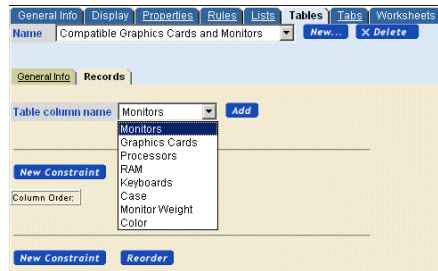 General Info Display Properties Rules Lists Tables Tabs Worksheets
Name Compatible Graphics Cards and Monitors New... X Delete
General Info Records
Table column name Monitors Add
Monitors
Graphics Cards
Processors
RAM
Keyboards
Case
Monitor Weight
Color
New Constraint
Column Order:
New Constraint Reorder